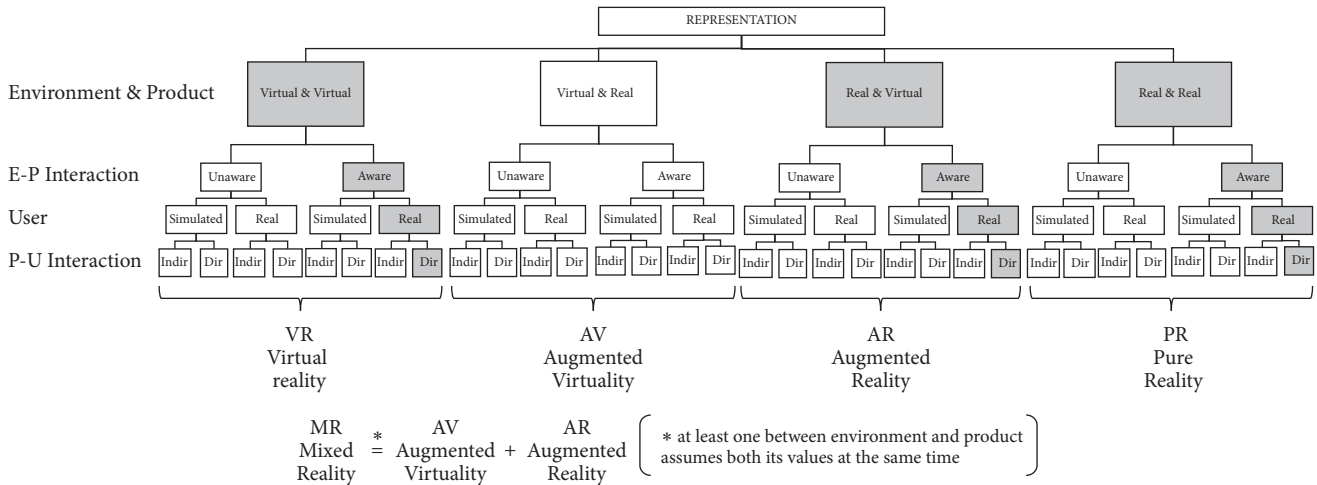 REPRESENTATION
Environment & Product
Virtual & Virtual
Virtual & Real
Real & Virtual
Real & Real
E-P Interaction
Unaware
Aware
Unaware
Aware
Unaware
Aware
Unaware
Aware
User
Simulated
Real
Simulated
Real
Simulated
Real
Simulated
Real
Simulated
Real
Simulated
Real
Simulated
Real
Simulated
Real
P-U Interaction
Indir
Dir
Indir
Dir
Indir
Dir
Indir
Dir
Indir
Dir
Indir
Dir
Indir
Dir
Indir
Dir
Indir
Dir
Indir
Dir
Indir
Dir
Indir
Dir
Indir
Dir
Indir
Dir
Indir
Dir
Indir
Dir
VR
Virtual
reality
AV
Augmented
Virtuality
AR
Augmented
Reality
PR
Pure
Reality
MR
Mixed
Reality
*
=
AV
Augmented
Virtuality
+
AR
Augmented
Reality
* at least one between environment and product
assumes both its values at the same time